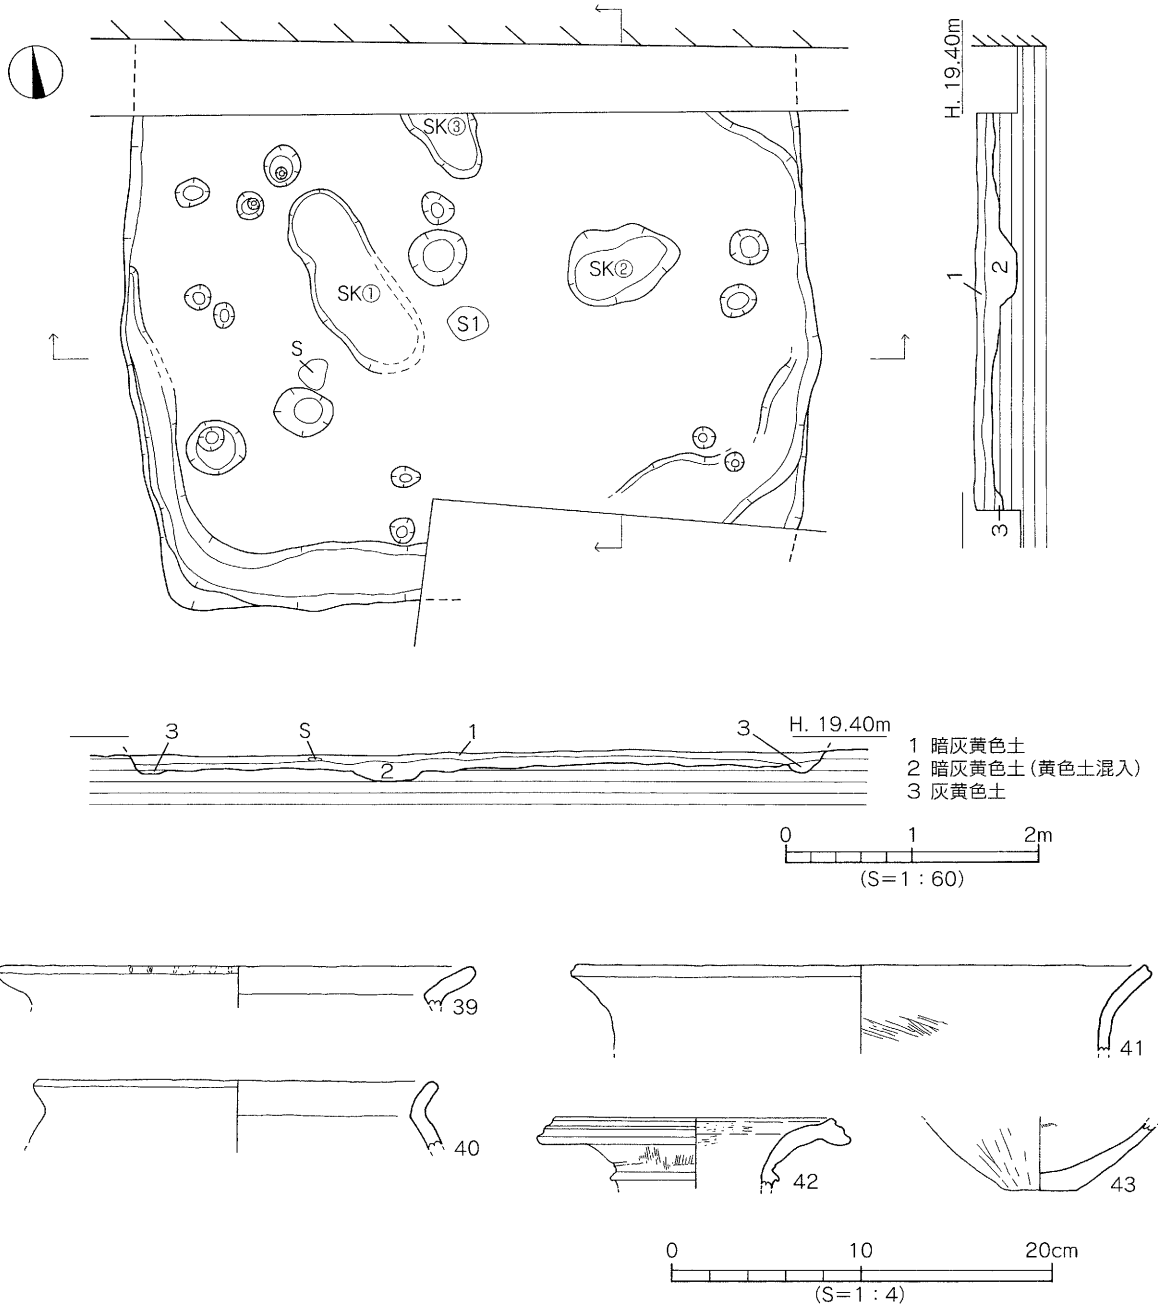 H. 19.40m
SK③
SK②
SK①
S1
S
1
2
3
3
S
1
2
3
H. 19.40m
1 暗灰黄色土
2 暗灰黄色土(黄色土混入)
3 灰黄色土
0 1 2m
(S=1:60)
39
41
40
42
43
0 10 20cm
(S=1:4)